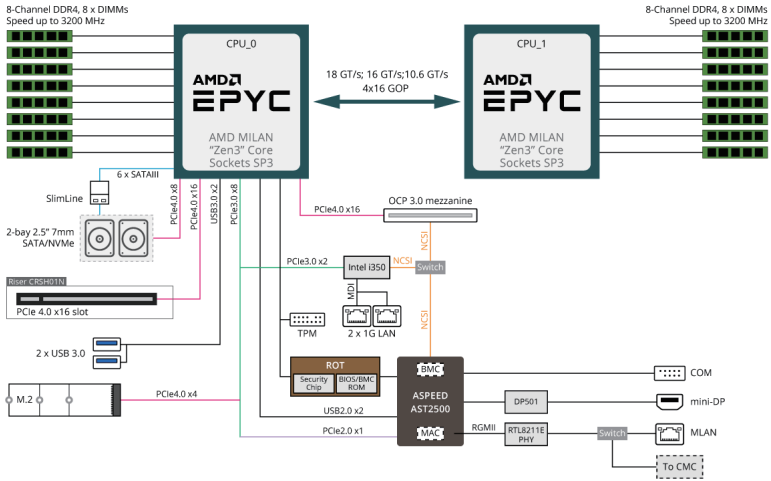 8-Channel DDR4, 8 x DIMMs
Speed up to 3200 MHz
8-Channel DDR4, 8 x DIMMs
Speed up to 3200 MHz
CPU_0
AMD
EPYC
AMD MILAN
"Zen3" Core
Sockets SP3
18 GT/s; 16 GT/s;10.6 GT/s
4x16 GOP
CPU_1
AMD
EPYC
AMD MILAN
"Zen3" Core
Sockets SP3
6 x SATAIII
SlimLine
2-bay 2.5" 7mm
SATA/NVMe
PCIe4.0 x8
PCIe4.0 x16
USB3.0 x2
PCIe3.0 x8
PCIe4.0 x16
OCP 3.0 mezzanine
NCSI
PCIe3.0 x2
Intel i350
NCSI
Switch
MDI
2 x 1G LAN
NCSI
Riser CRSH01N
PCIe 4.0 x16 slot
TPM
2 x USB 3.0
ROT
Security
Chip
BIOS/BMC
ROM
BMC
ASPEED
AST2500
MAC
COM
M.2
PCIe4.0 x4
USB2.0 x2
PCIe2.0 x1
DP501
mini-DP
RGMII
RTL8211E
PHY
Switch
MLAN
To CMC